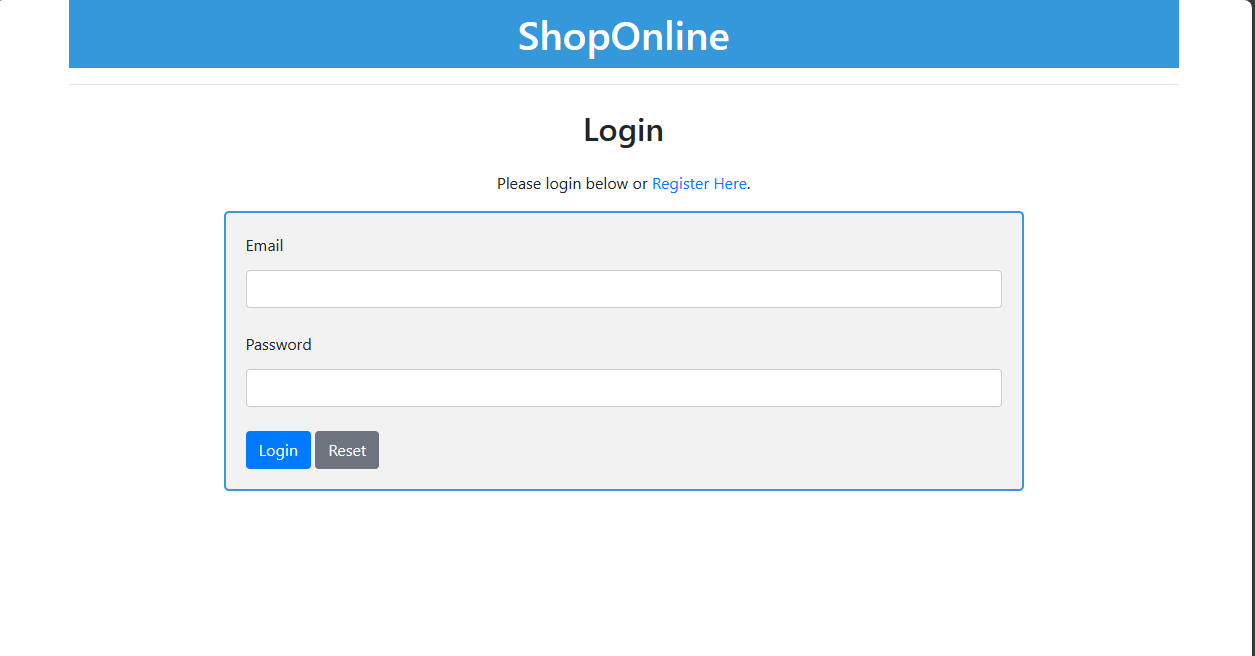 ShopOnline
Login
Please login below or Register Here.
Email
Password
Login Reset